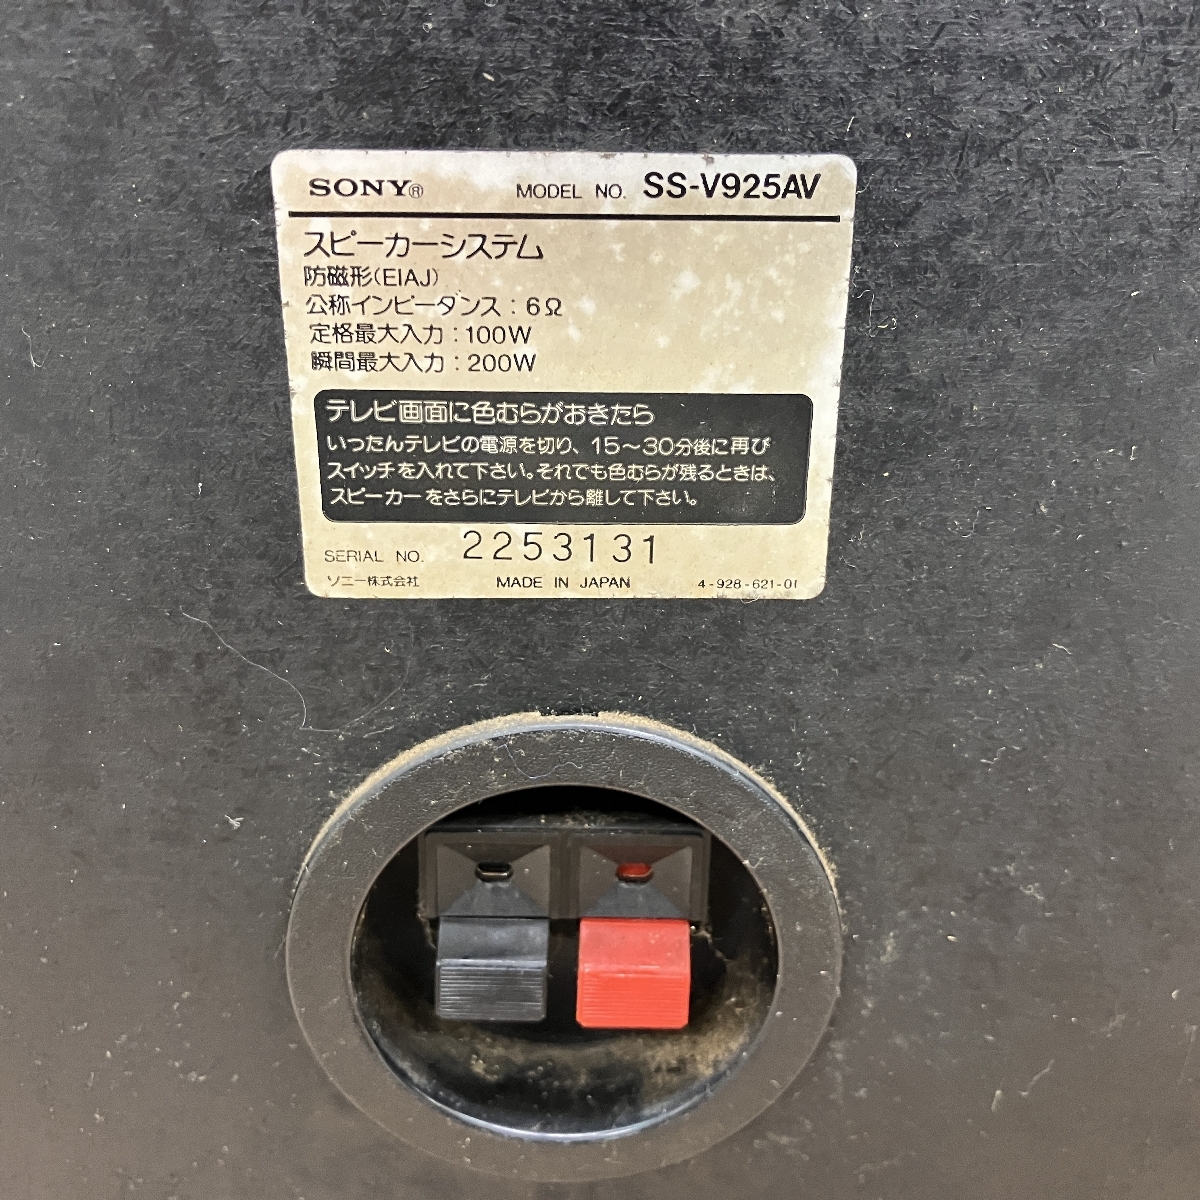 SONY® MODEL NO. SS-V925AV
スピーカーシステム
防磁形(EIAJ)
公称インピーダンス：6Ω
定格最大入力：100W
瞬間最大入力：200W
テレビ画面に色むらがおきたら
いったんテレビの電源を切り、15～30分後に再び
スイッチを入れて下さい。それでも色むらが残るときは、
スピーカーをさらにテレビから離して下さい。
SERIAL NO. 2253131
ソニー株式会社 MADE IN JAPAN 4-928-621-01